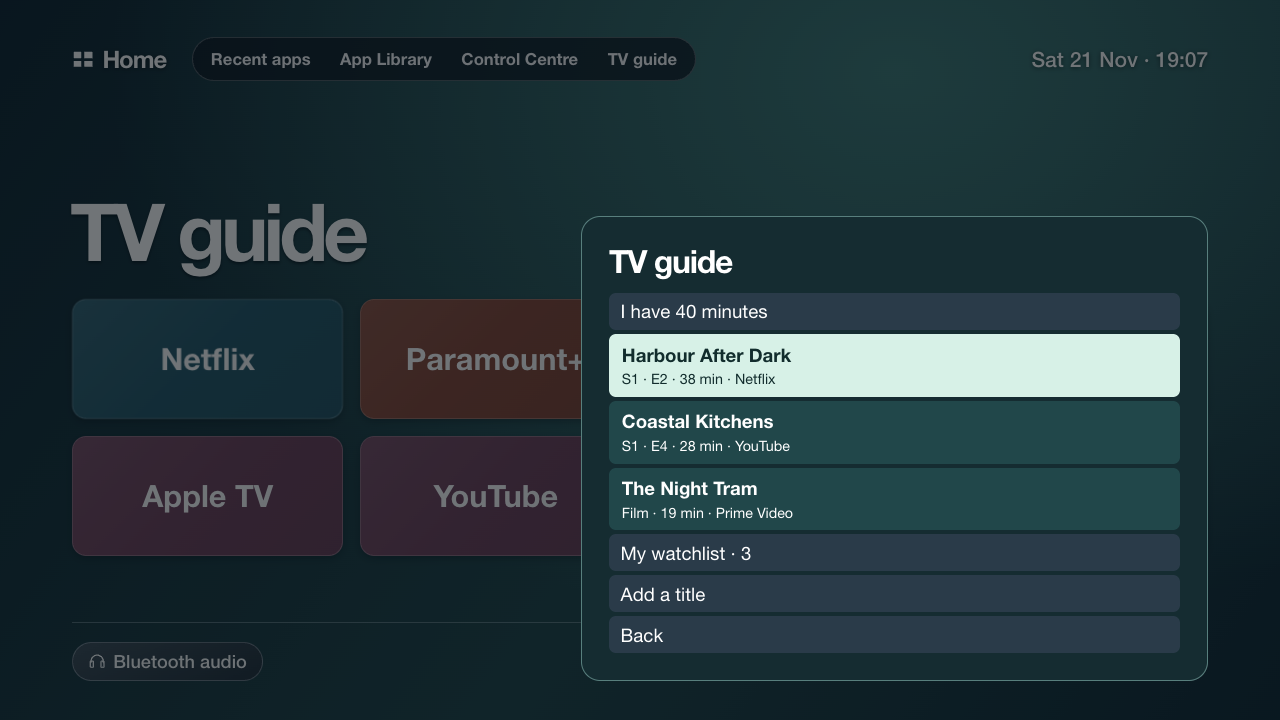 Home
Recent apps
App Library
Control Centre
TV guide
Sat 21 Nov · 19:07
TV guide
Netflix
Paramount+
Apple TV
YouTube
Bluetooth audio
TV guide
I have 40 minutes
Harbour After Dark
S1 · E2 · 38 min · Netflix
Coastal Kitchens
S1 · E4 · 28 min · YouTube
The Night Tram
Film · 19 min · Prime Video
My watchlist · 3
Add a title
Back